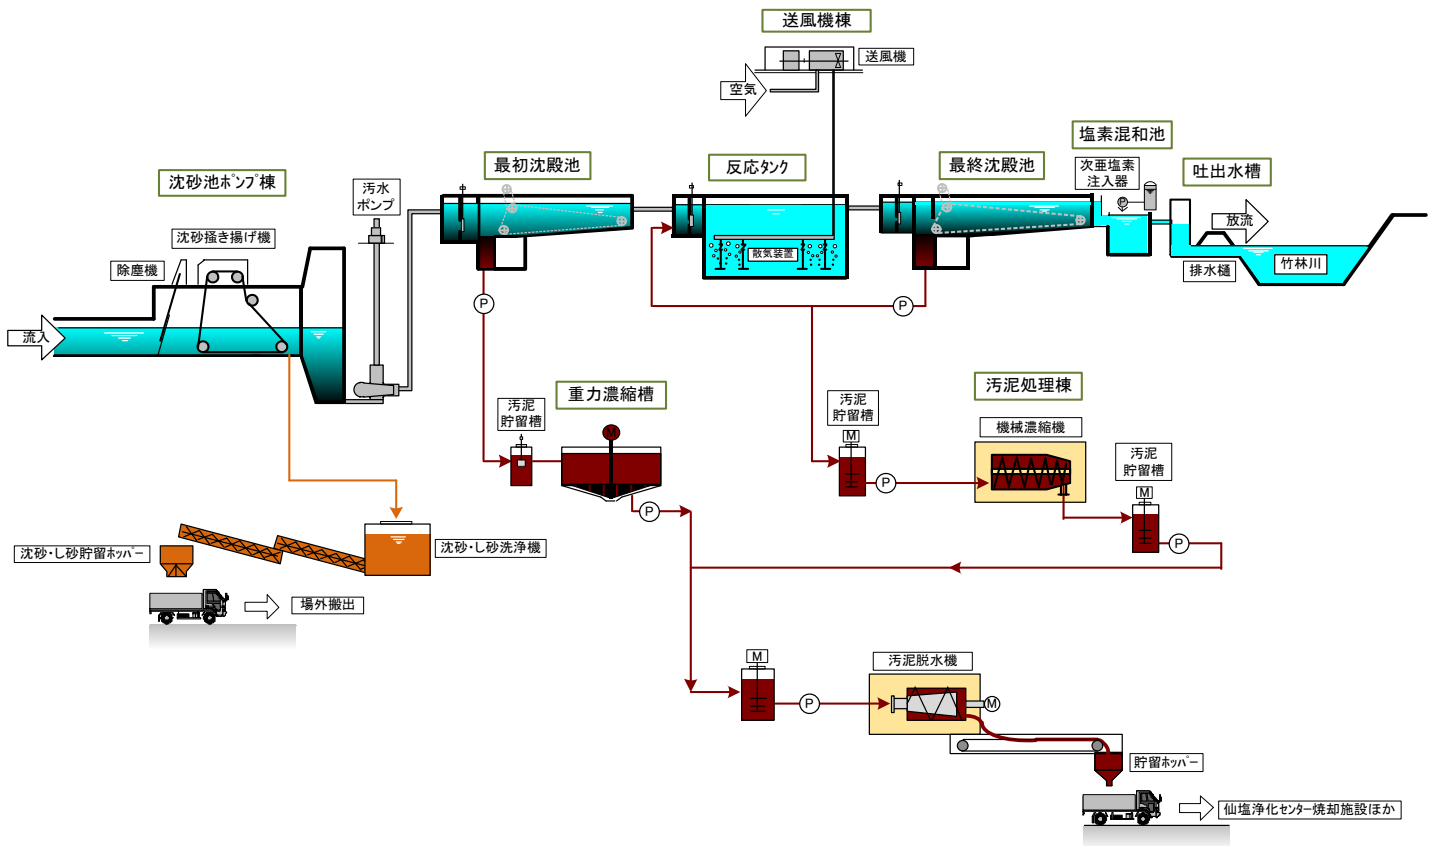 送風機棟
送風機
空気
塩素混和池
最初沈殿池
反応タンク
最終沈殿池
次亜塩素
注入器
吐出水槽
沈砂池ポンプ棟
汚水
ポンプ
P
放流
沈砂掻き揚げ機
除塵機
散気装置
排水樋
竹林川
流入
P
P
重力濃縮槽
汚泥処理棟
汚泥
貯留槽
汚泥
貯留槽
機械濃縮機
M
M
汚泥
貯留槽
P
M
P
沈砂・し砂貯留ホッパー
沈砂・し砂洗浄機
P
場外搬出
M
汚泥脱水機
P
M
貯留ホッパー
仙塩浄化センター焼却施設ほか